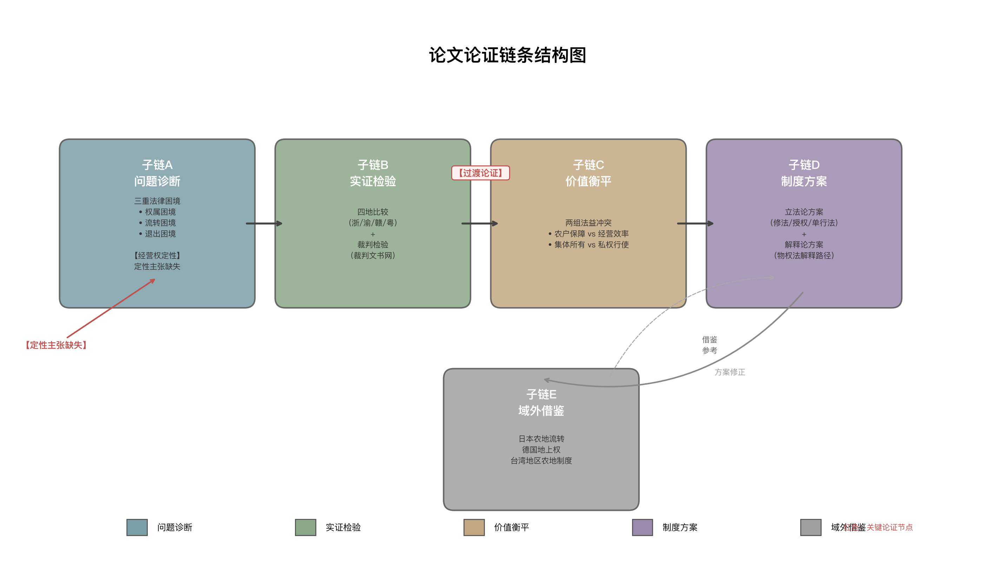 论文论证链条结构图
子链A
问题诊断
三重法律困境
• 权属困境
• 流转困境
• 退出困境
【经营权定性】
定性主张缺失
【定性主张缺失】
子链B
实证检验
四地比较
(浙/渝/赣/粤)
+
裁判检验
(裁判文书网)
【过渡论证】
子链C
价值衡平
两组法益冲突
• 农户保障 vs 经营效率
• 集体所有 vs 私权行使
子链D
制度方案
立法论方案
(修法/授权/单行法)
+
解释论方案
(物权法解释路径)
借鉴
参考
方案修正
子链E
域外借鉴
日本农地流转
德国地上权
台湾地区农地制度
问题诊断
实证检验
价值衡平
制度方案
域外借鉴
关键论证节点